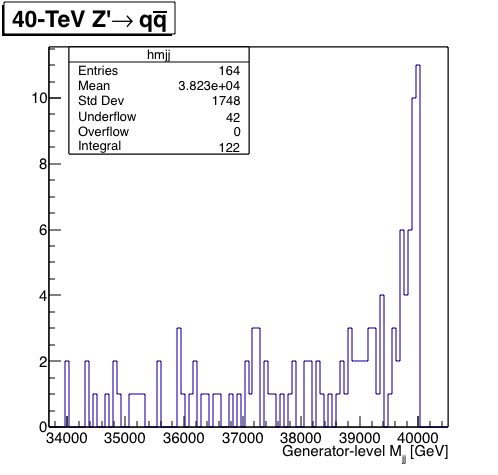 40-TeV Z'→ qq̅
hmjj
Entries 164
Mean 3.823e+04
Std Dev 1748
Underflow 42
Overflow 0
Integral 122
10
8
6
4
2
0
34000 35000 36000 37000 38000 39000 40000
Generator-level M_jj [GeV]